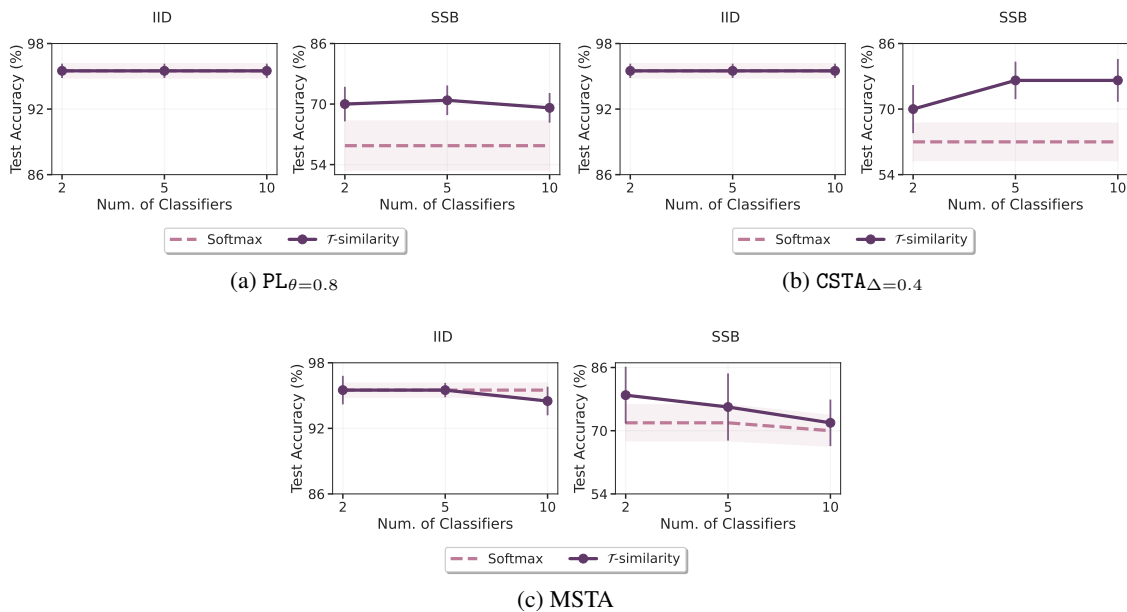 IID
SSB
IID
SSB
98
92
86
Test Accuracy (%)
2 5 10
Num. of Classifiers
86
70
54
Test Accuracy (%)
2 5 10
Num. of Classifiers
98
92
86
Test Accuracy (%)
2 5 10
Num. of Classifiers
86
70
54
Test Accuracy (%)
2 5 10
Num. of Classifiers
Softmax 𝒯-similarity
Softmax 𝒯-similarity
(a) PLθ=0.8
(b) CSTAΔ=0.4
IID
SSB
98
92
86
Test Accuracy (%)
2 5 10
Num. of Classifiers
86
70
54
Test Accuracy (%)
2 5 10
Num. of Classifiers
Softmax 𝒯-similarity
(c) MSTA